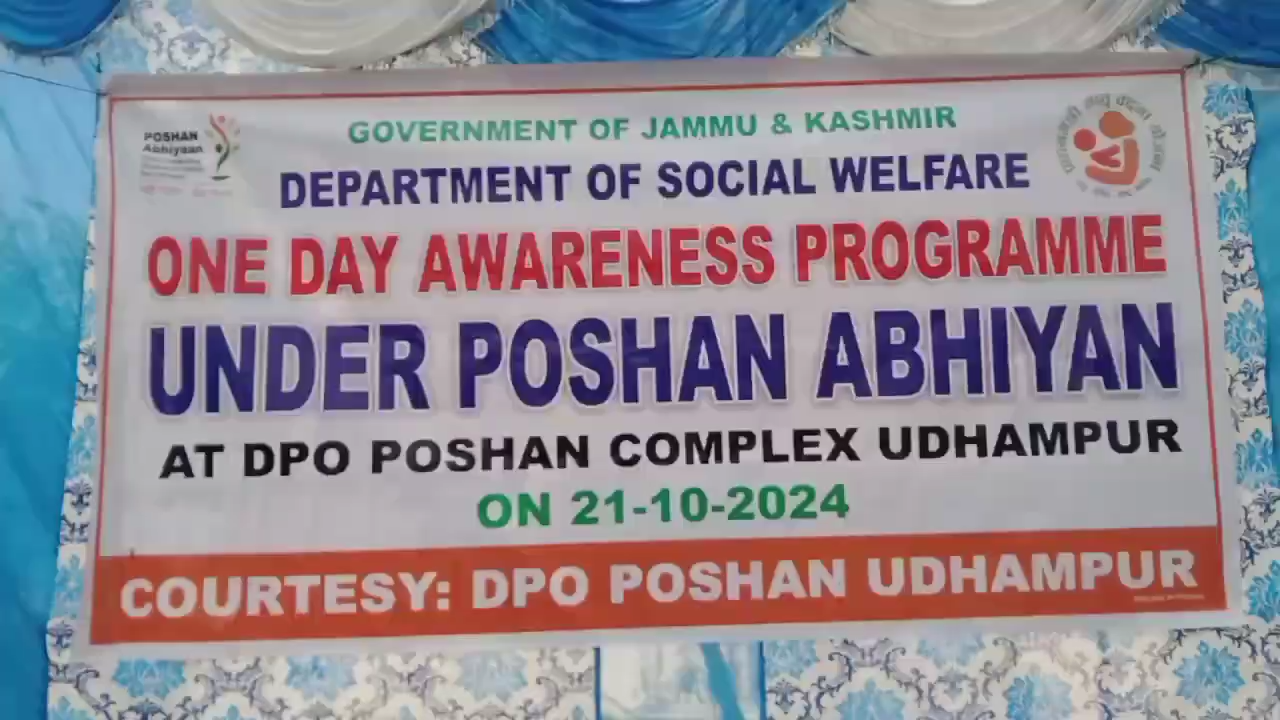 POSHAN
Abhiyaan
GOVERNMENT OF JAMMU & KASHMIR
DEPARTMENT OF SOCIAL WELFARE
ONE DAY AWARENESS PROGRAMME
UNDER POSHAN ABHIYAN
AT DPO POSHAN COMPLEX UDHAMPUR
ON 21-10-2024
COURTESY: DPO POSHAN UDHAMPUR